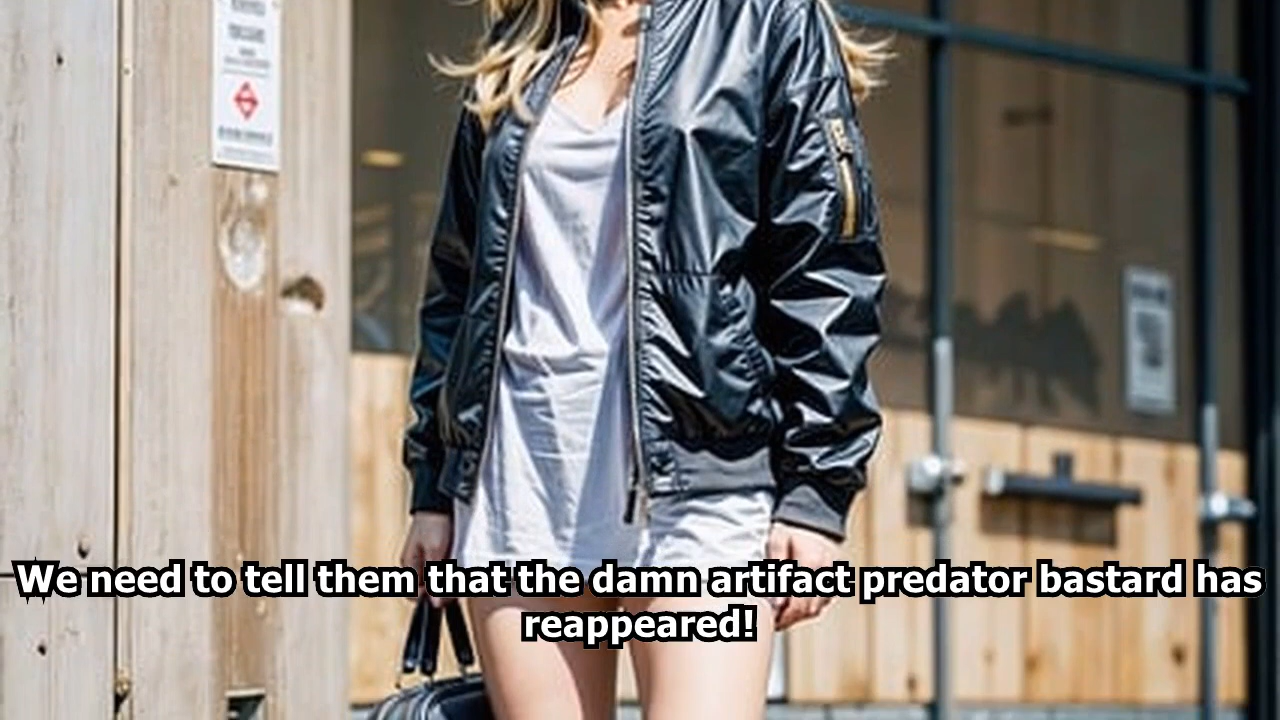 We need to tell them that the damn artifact predator bastard has
reappeared!